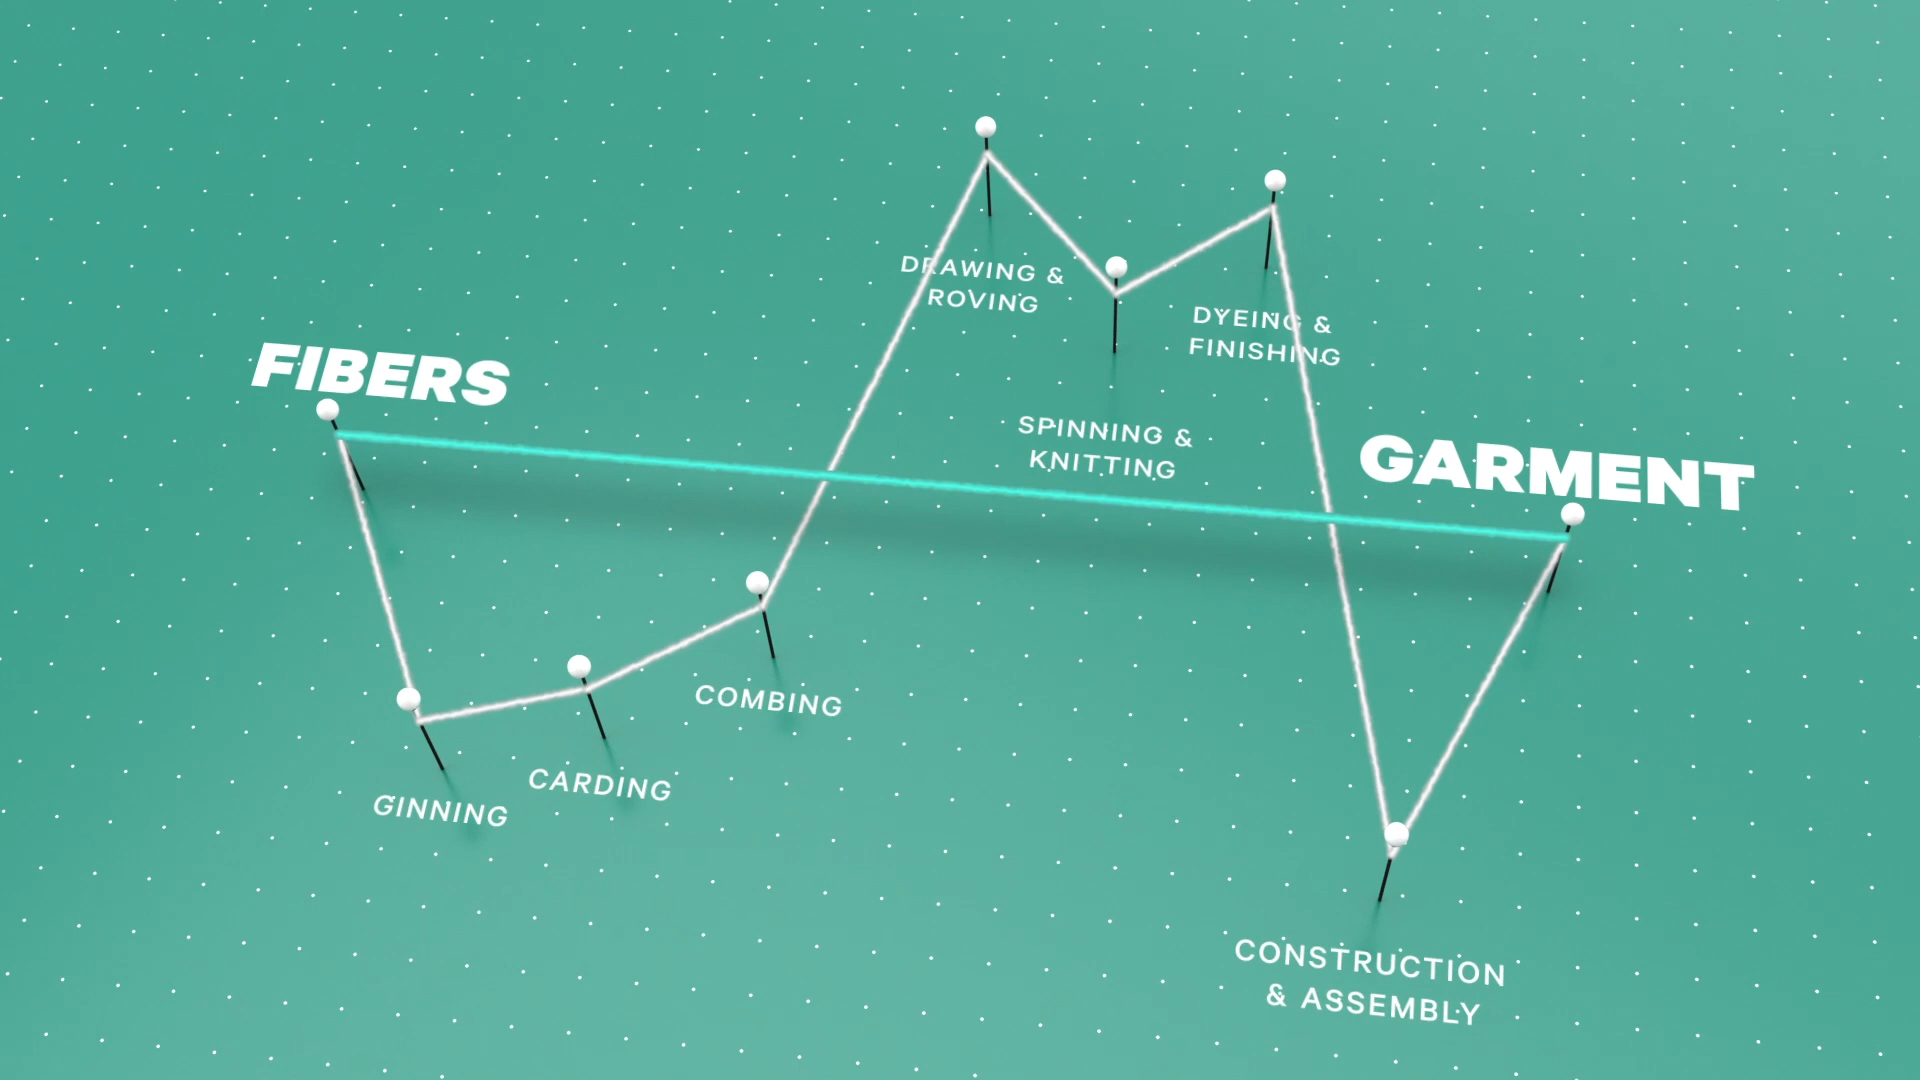 FIBERS
GINNING
CARDING
COMBING
DRAWING &
ROVING
SPINNING &
KNITTING
DYEING &
FINISHING
CONSTRUCTION
& ASSEMBLY
GARMENT